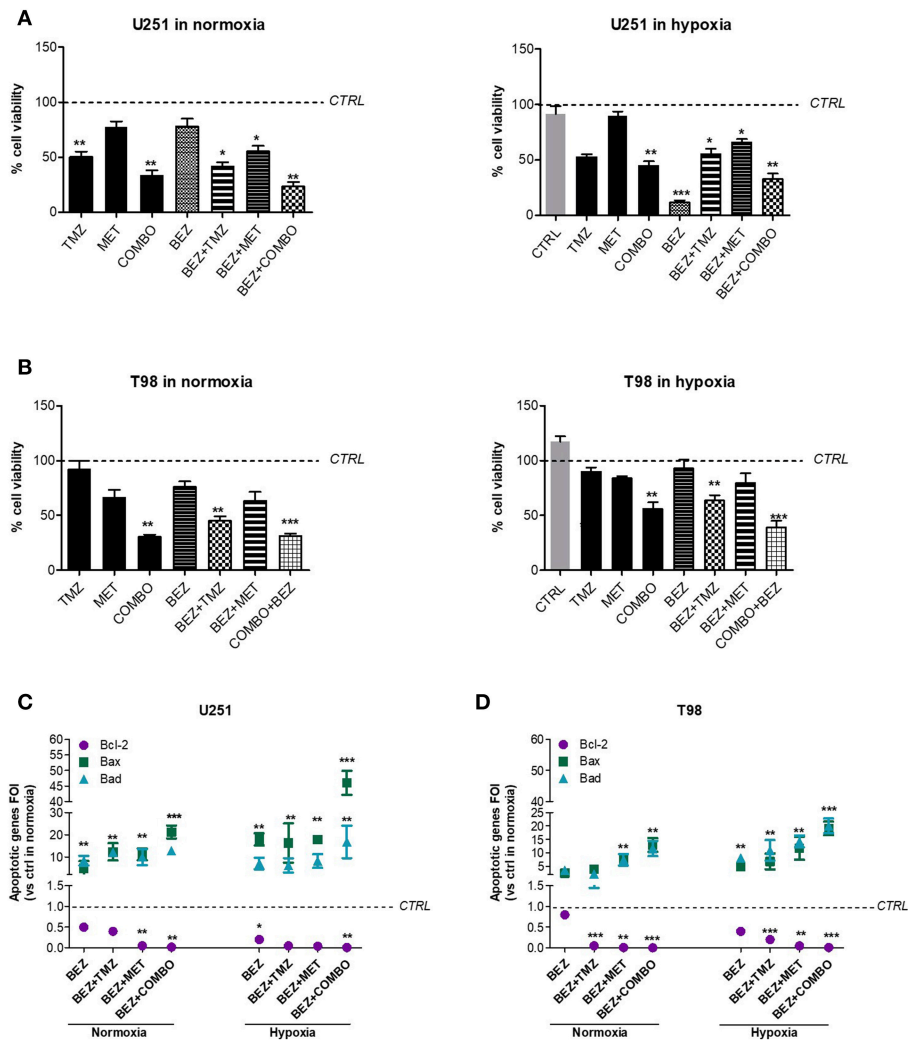 A
U251 in normoxia
% cell viability
150
100
50
0
CTRL
**
**
*
*
**
TMZ
MET
COMBO
BEZ
BEZ+TMZ
BEZ+MET
BEZ+COMBO
U251 in hypoxia
% cell viability
150
100
50
0
CTRL
**
***
*
*
**
CTRL
TMZ
MET
COMBO
BEZ
BEZ+TMZ
BEZ+MET
BEZ+COMBO
B
T98 in normoxia
% cell viability
150
100
50
0
CTRL
**
**
***
TMZ
MET
COMBO
BEZ
BEZ+TMZ
BEZ+MET
COMBO+BEZ
T98 in hypoxia
% cell viability
150
100
50
0
CTRL
**
**
***
CTRL
TMZ
MET
COMBO
BEZ
BEZ+TMZ
BEZ+MET
COMBO+BEZ
C
U251
Apoptotic genes FOI
(vs ctrl in normoxia)
Bcl-2
Bax
Bad
60
55
50
45
40
30
20
10
1.5
1.0
0.5
0.0
CTRL
**
**
**
***
**
**
**
**
**
***
**
*
**
BEZ
BEZ+TMZ
BEZ+MET
BEZ+COMBO
BEZ
BEZ+TMZ
BEZ+MET
BEZ+COMBO
Normoxia
Hypoxia
D
T98
Apoptotic genes FOI
(vs ctrl in normoxia)
Bcl-2
Bax
Bad
60
50
40
30
25
20
15
10
5
1.5
1.0
0.5
0.0
CTRL
**
**
***
**
***
**
**
**
***
***
**
***
BEZ
BEZ+TMZ
BEZ+MET
BEZ+COMBO
BEZ
BEZ+TMZ
BEZ+MET
BEZ+COMBO
Normoxia
Hypoxia